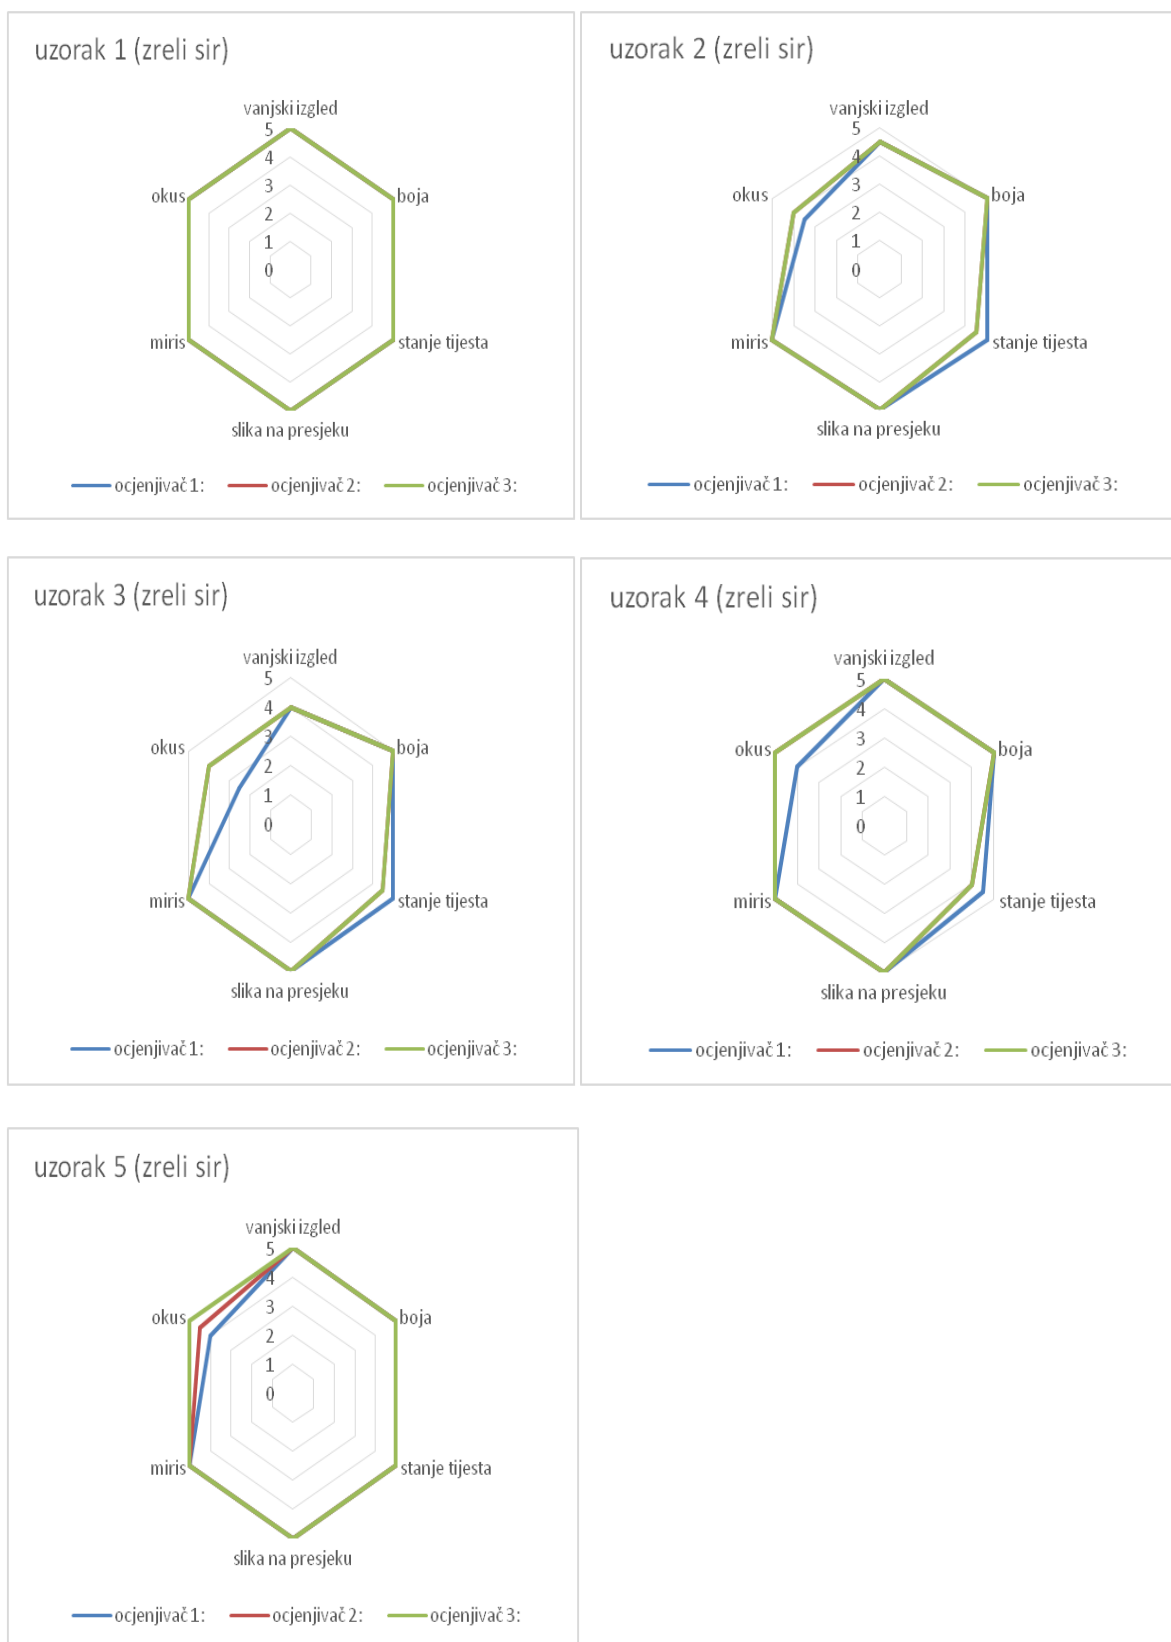 uzorak 1 (zreli sir)
vanjski izgled
5
4
3
2
1
0
okus
boja
miris
stanje tijesta
slika na presjeku
ocjenjivač 1: ocjenjivač 2: ocjenjivač 3:
uzorak 2 (zreli sir)
vanjski izgled
5
4
3
2
1
0
okus
boja
miris
stanje tijesta
slika na presjeku
ocjenjivač 1: ocjenjivač 2: ocjenjivač 3:
uzorak 3 (zreli sir)
vanjski izgled
5
4
3
2
1
0
okus
boja
miris
stanje tijesta
slika na presjeku
ocjenjivač 1: ocjenjivač 2: ocjenjivač 3:
uzorak 4 (zreli sir)
vanjski izgled
5
4
3
2
1
0
okus
boja
miris
stanje tijesta
slika na presjeku
ocjenjivač 1: ocjenjivač 2: ocjenjivač 3:
uzorak 5 (zreli sir)
vanjski izgled
5
4
3
2
1
0
okus
boja
miris
stanje tijesta
slika na presjeku
ocjenjivač 1: ocjenjivač 2: ocjenjivač 3: